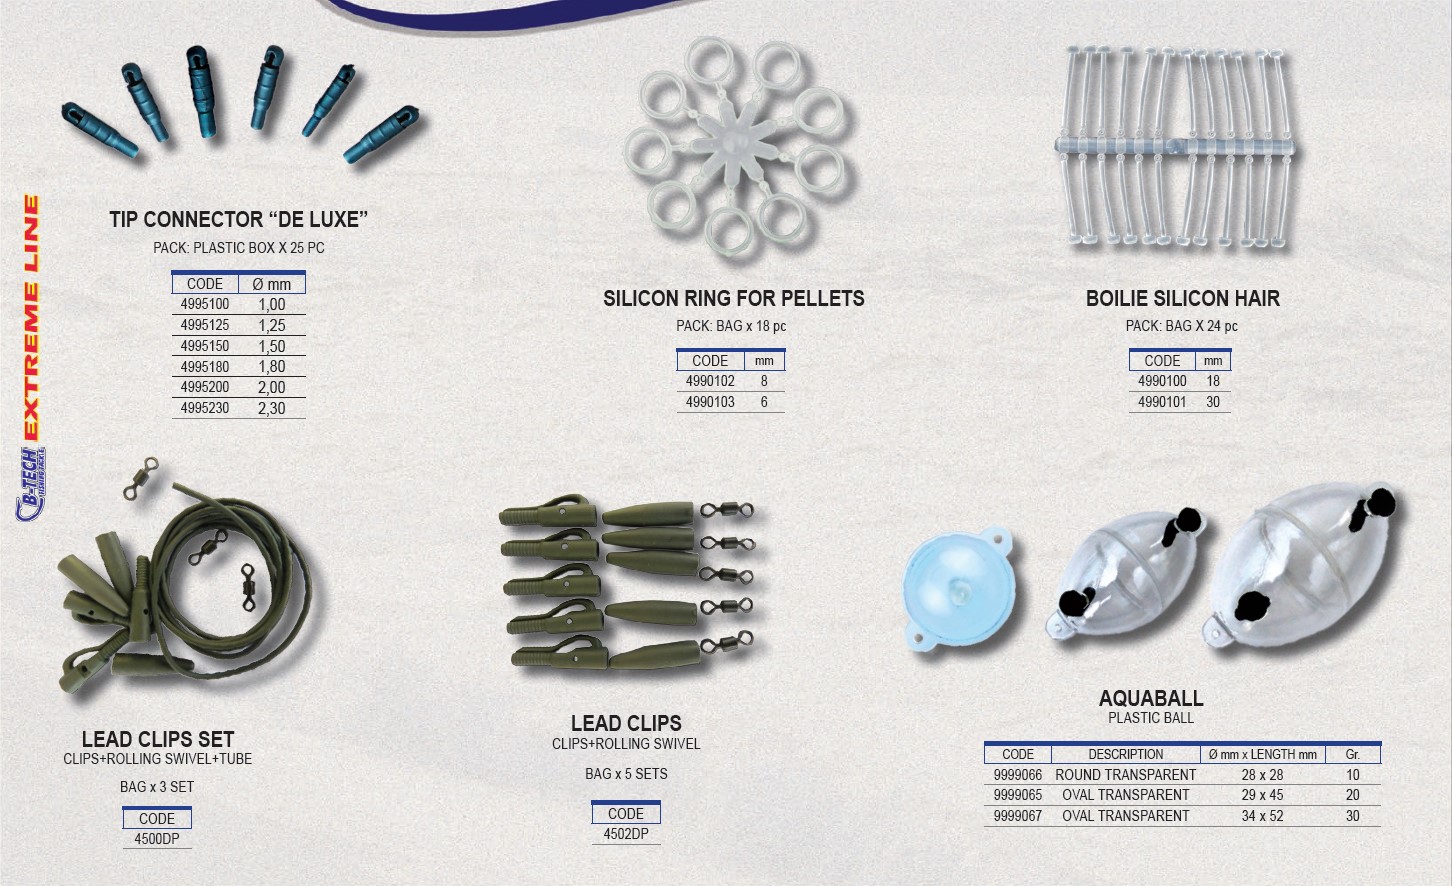 TIP CONNECTOR “DE LUXE”
PACK: PLASTIC BOX X 25 PC
CODE Ø mm
4995100 1,00
4995125 1,25
4995150 1,50
4995180 1,80
4995200 2,00
4995230 2,30
SILICON RING FOR PELLETS
PACK: BAG x 18 pc
CODE mm
4990102 8
4990103 6
BOILIE SILICON HAIR
PACK: BAG X 24 pc
CODE mm
4990100 18
4990101 30
EXTREME LINE
B-TECH
FISHING TACKLE
LEAD CLIPS SET
CLIPS+ROLLING SWIVEL+TUBE
BAG x 3 SET
CODE
4500DP
LEAD CLIPS
CLIPS+ROLLING SWIVEL
BAG x 5 SETS
CODE
4502DP
AQUABALL
PLASTIC BALL
CODE DESCRIPTION Ø mm x LENGTH mm Gr.
9999066 ROUND TRANSPARENT 28 x 28 10
9999065 OVAL TRANSPARENT 29 x 45 20
9999067 OVAL TRANSPARENT 34 x 52 30